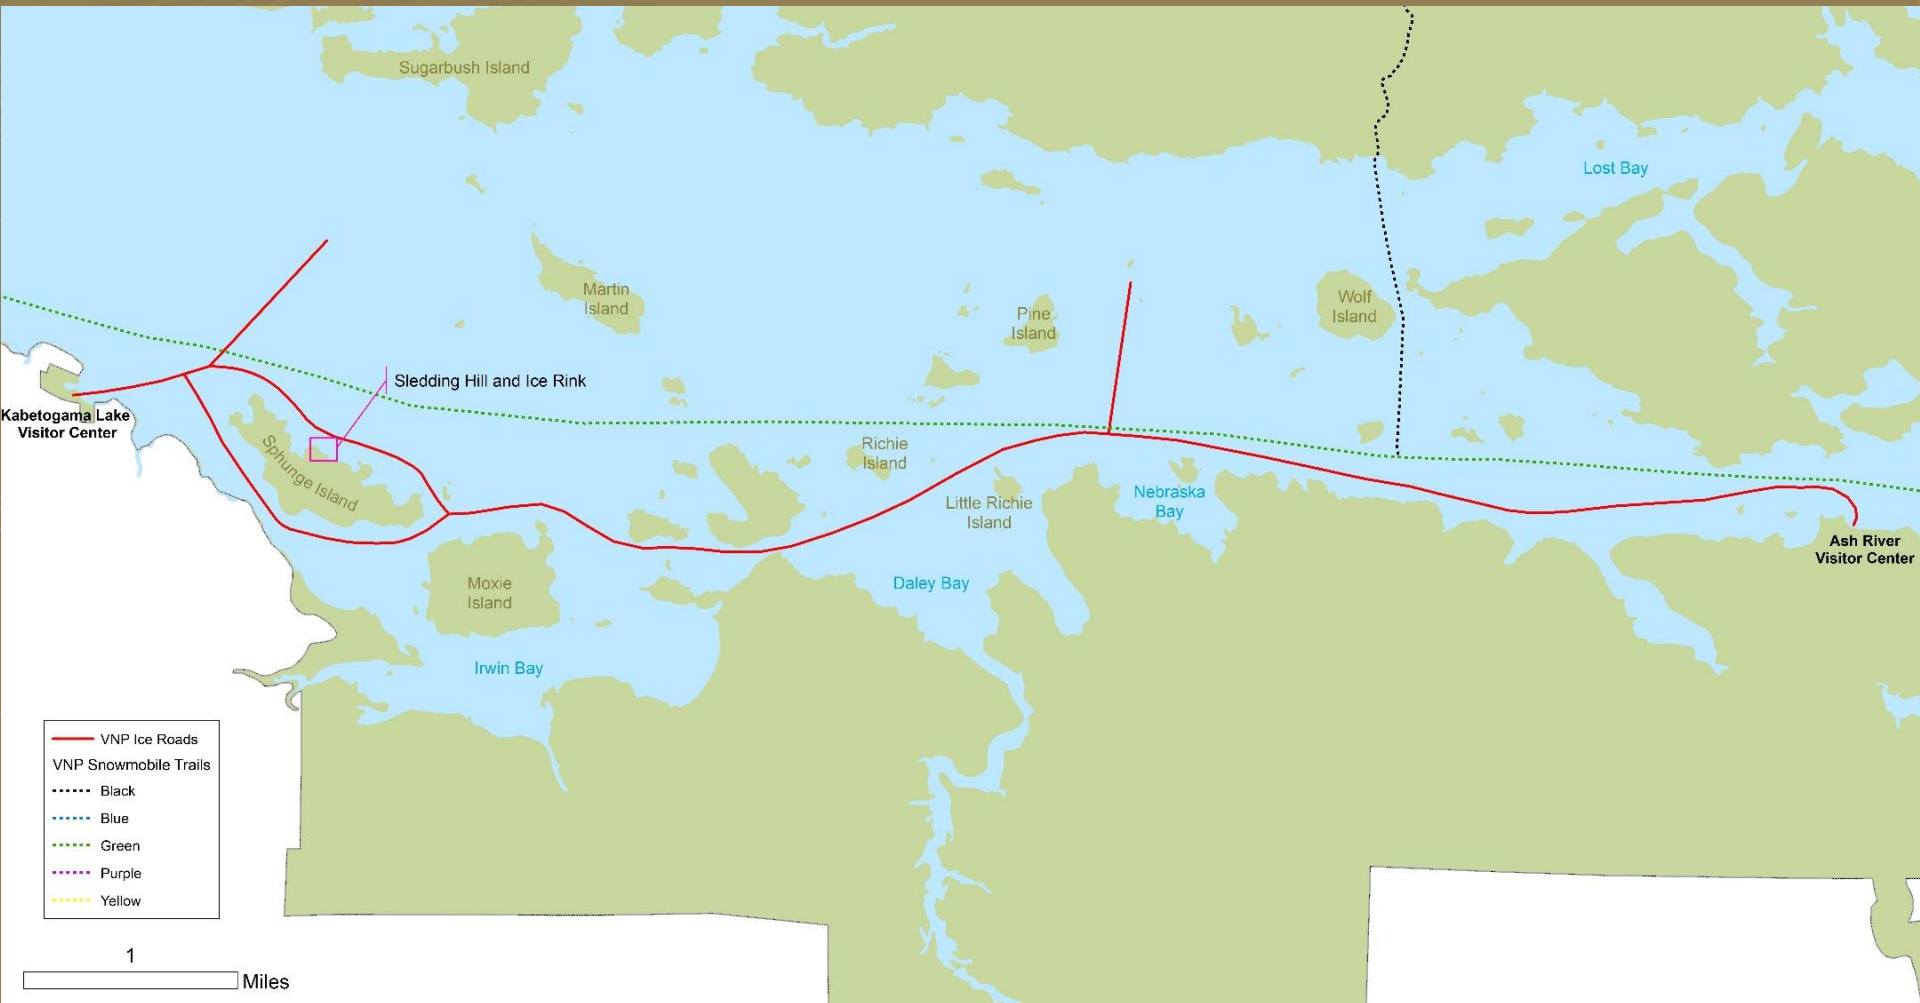 Sugarbush Island
Lost Bay
Martin
Island
Pine
Island
Wolf
Island
Sledding Hill and Ice Rink
Kabetogama Lake
Visitor Center
Sphunge Island
Richie
Island
Little Richie
Island
Nebraska
Bay
Ash River
Visitor Center
Moxie
Island
Daley Bay
Irwin Bay
VNP Ice Roads
VNP Snowmobile Trails
Black
Blue
Green
Purple
Yellow
1
Miles